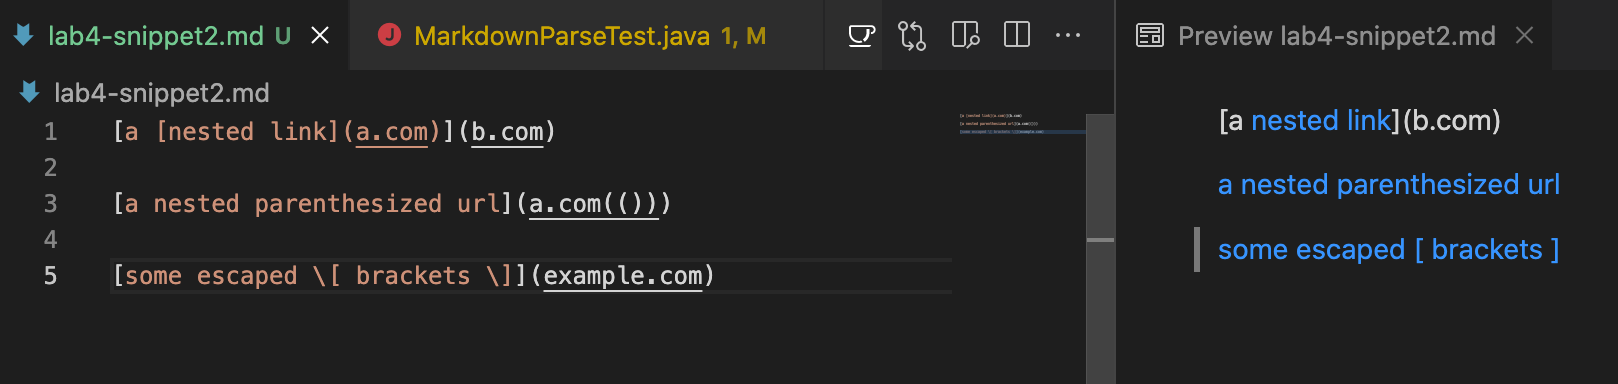 lab4-snippet2.md U
J MarkdownParseTest.java 1, M
Preview lab4-snippet2.md
lab4-snippet2.md
1 [a [nested link](a.com)](b.com)
2
3 [a nested parenthesized url](a.com(()))
4
5 [some escaped \[ brackets \]](example.com)
[a nested link](b.com)
a nested parenthesized url
some escaped [ brackets ]